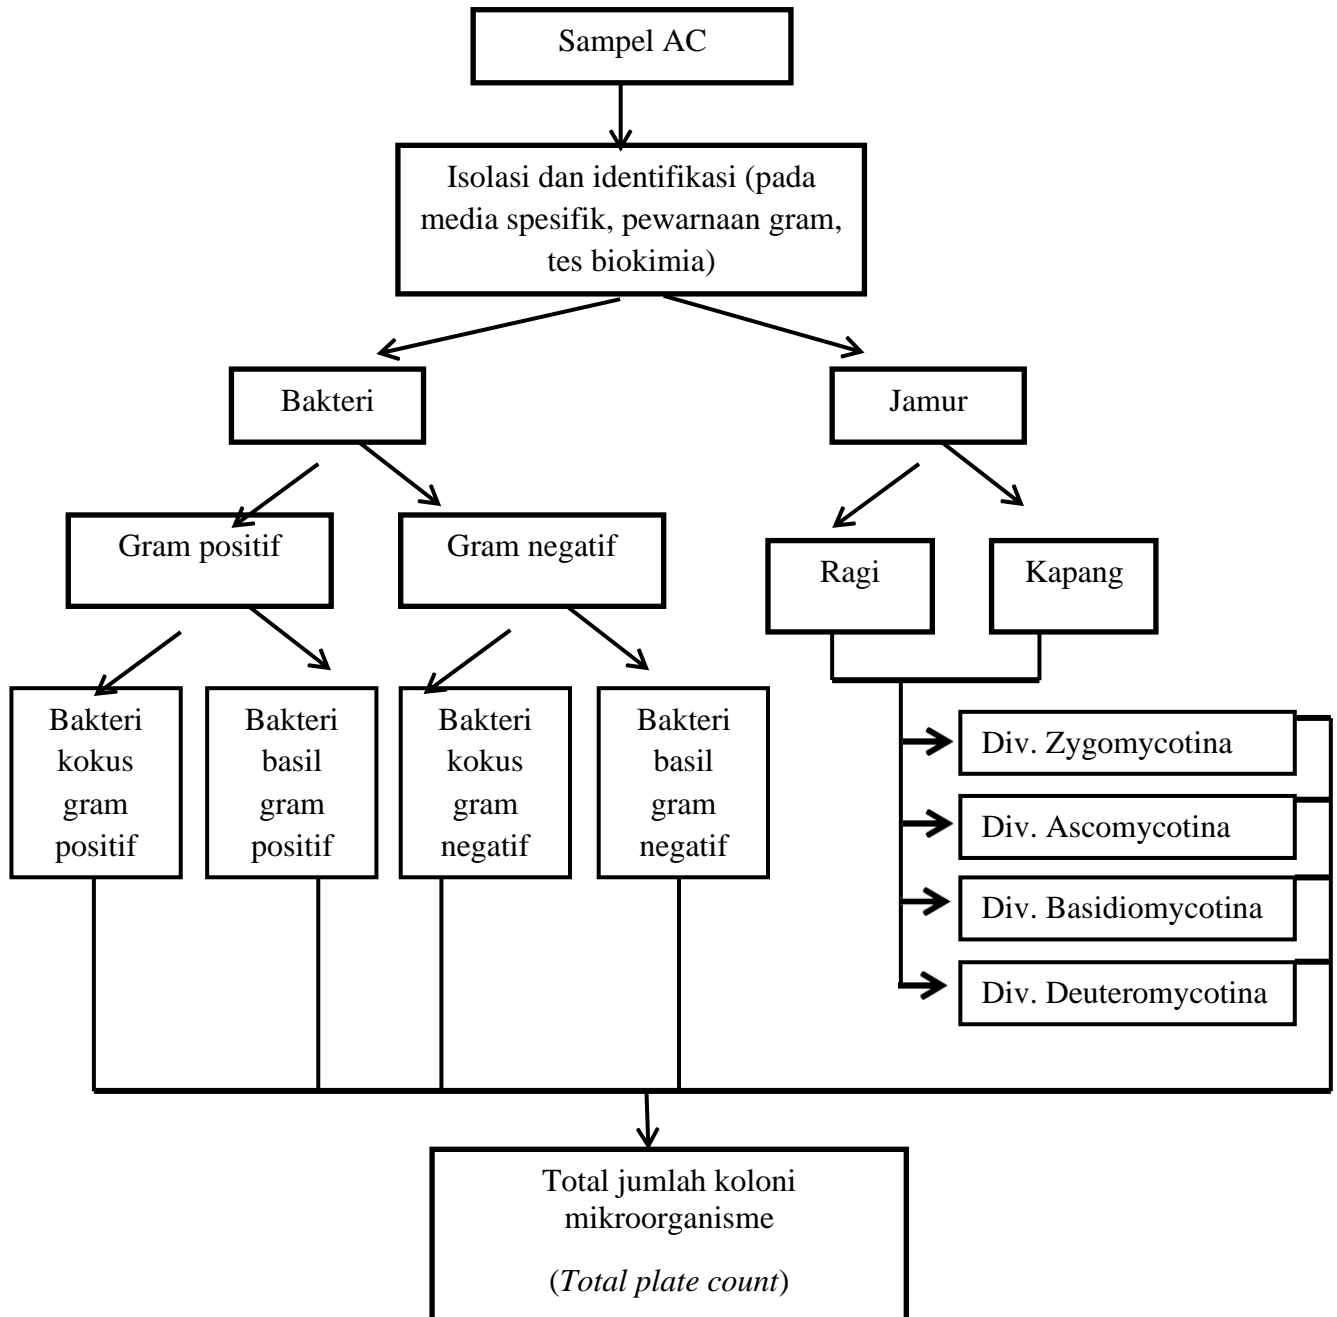 Sampel AC
Isolasi dan identifikasi (pada
media spesifik, pewarnaan gram,
tes biokimia)
Bakteri
Jamur
Gram positif
Gram negatif
Ragi
Kapang
Bakteri
kokus
gram
positif
Bakteri
basil
gram
positif
Bakteri
kokus
gram
negatif
Bakteri
basil
gram
negatif
Div. Zygomycotina
Div. Ascomycotina
Div. Basidiomycotina
Div. Deuteromycotina
Total jumlah koloni
mikroorganisme
(Total plate count)